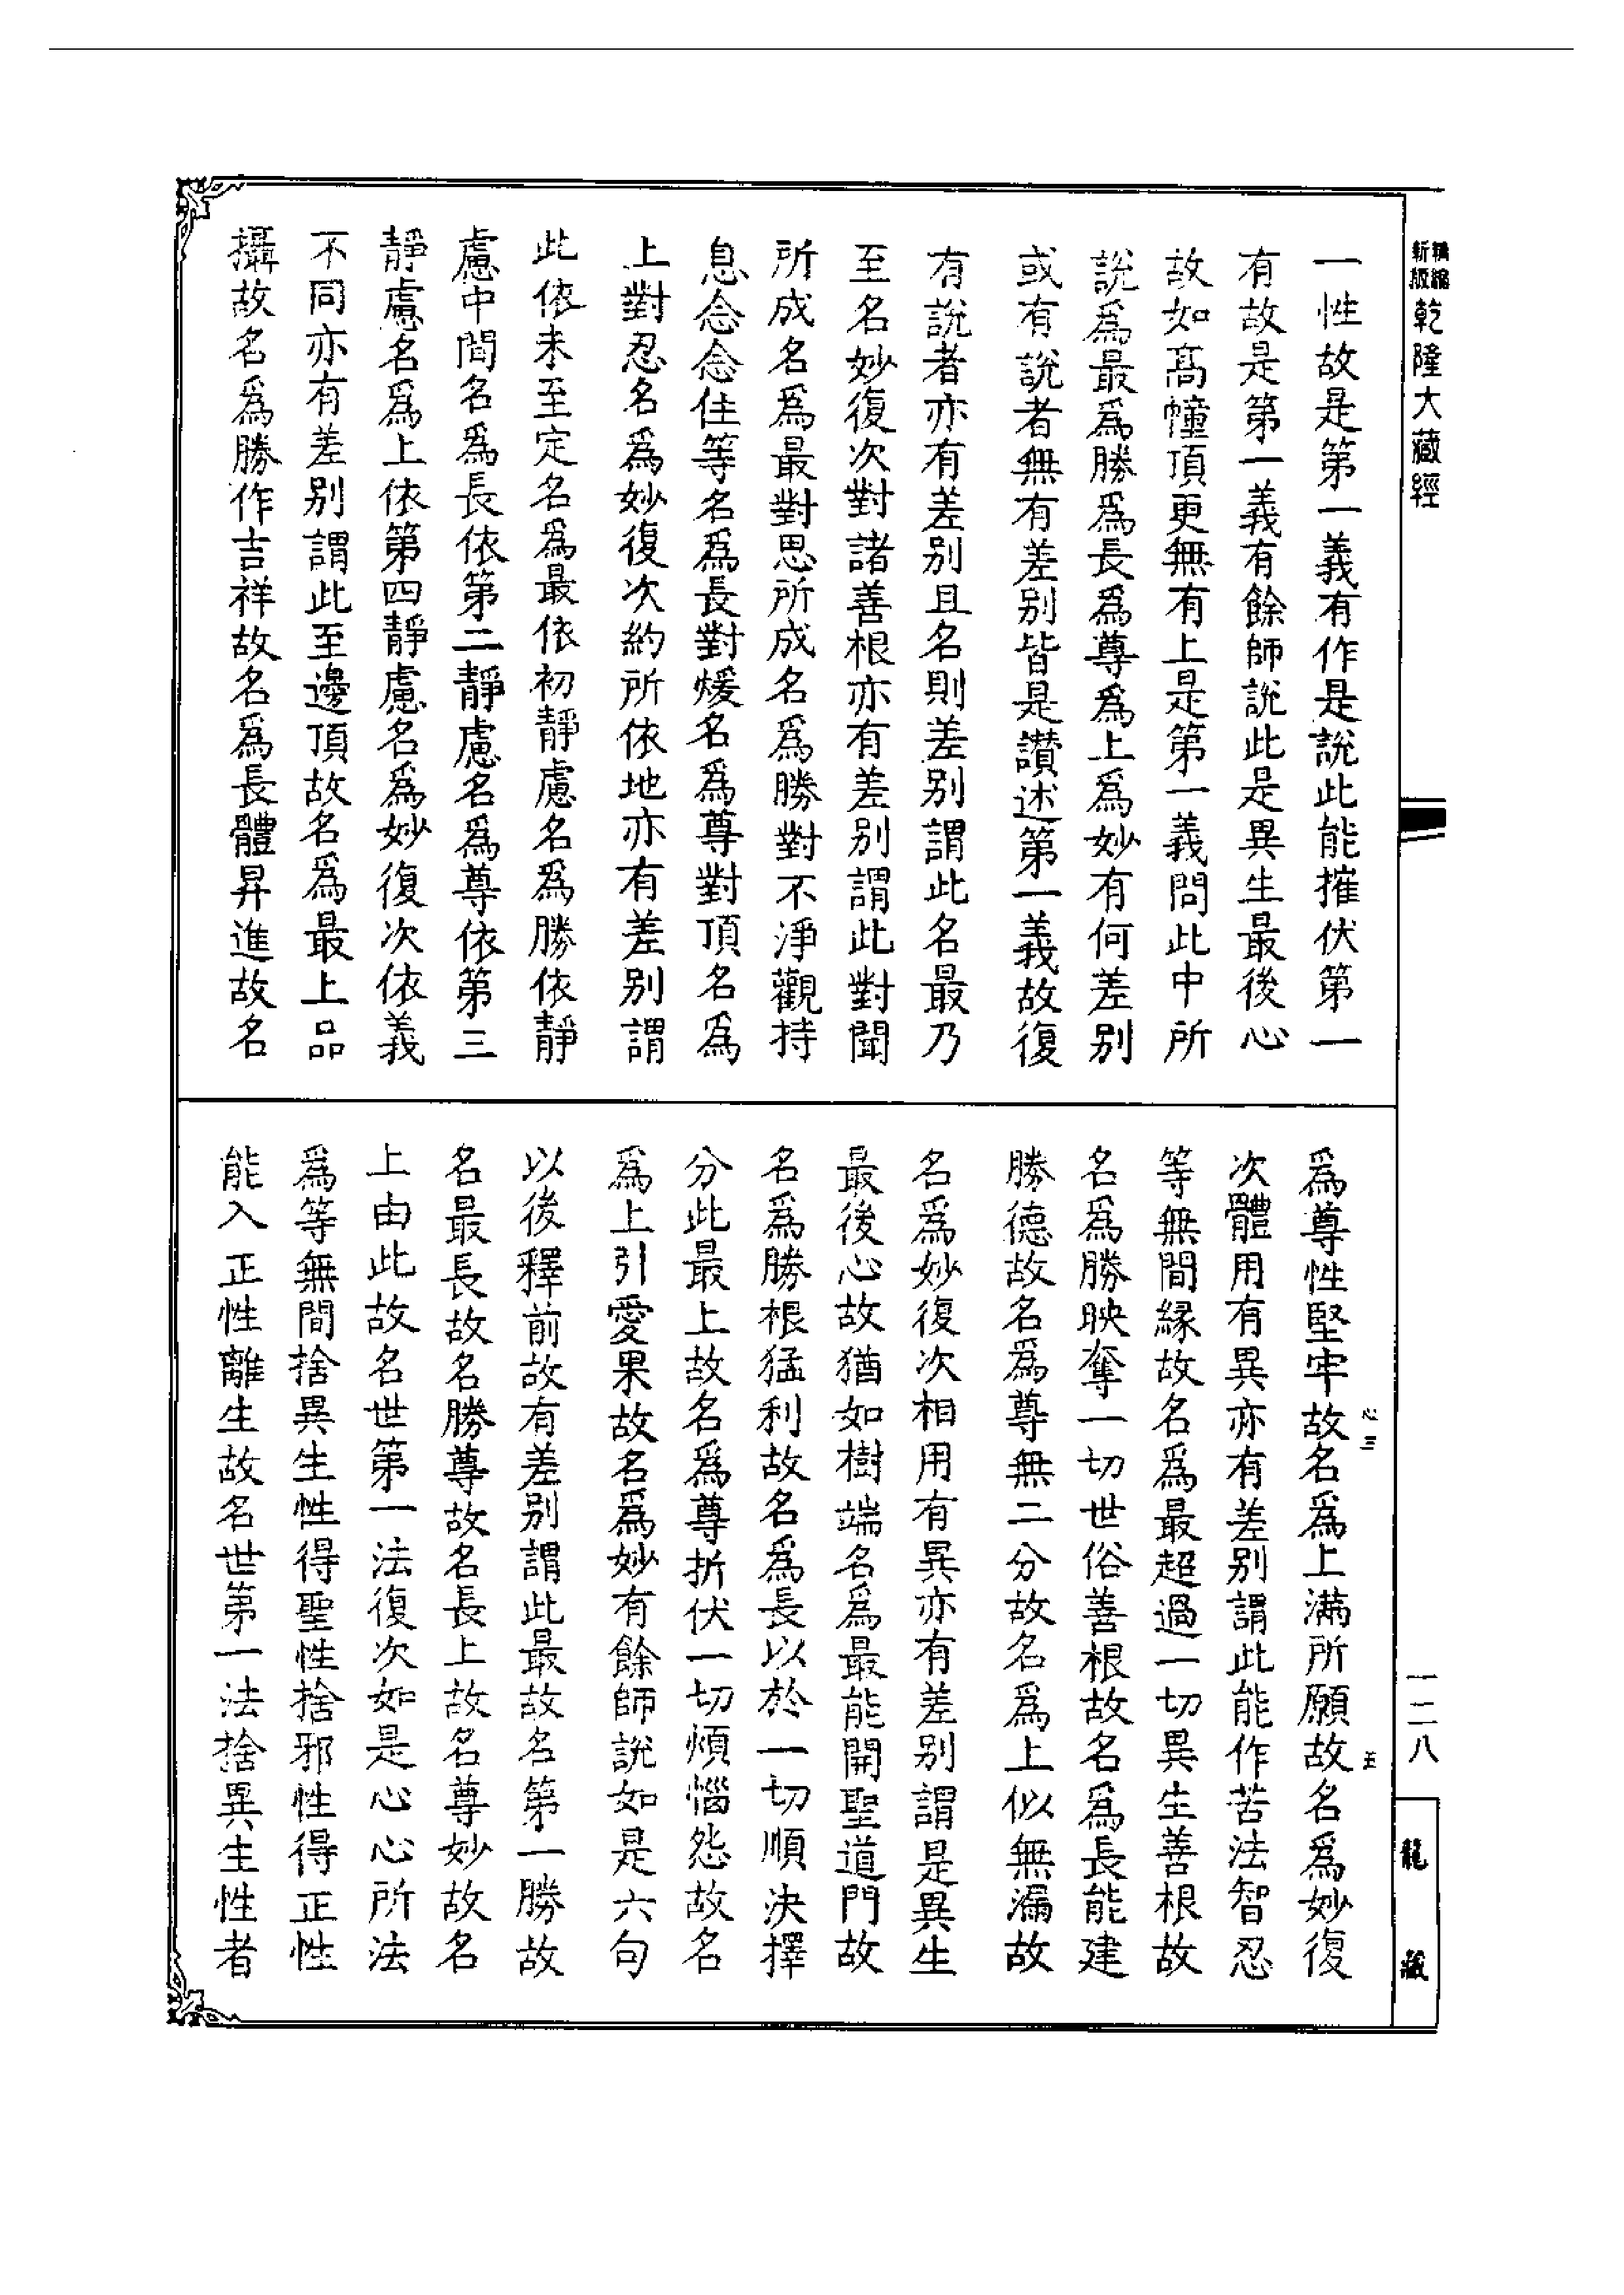 新版精縮
乾隆大藏經
一性故是第一義有作是說此能摧伏第一
有故是第一義有餘師說此是異生最後心
故如髙幢頂更無有上是第一義問此中所
說爲最爲勝爲長爲尊爲上爲妙有何差别
或有說者無有差别皆是讚述第一義故復
有說者亦有差别且名則差别謂此名最乃
至名妙復次對諸善根亦有差别謂此對聞
所成名爲最對思所成名爲勝對不淨觀持
息念念住等名爲長對煖名爲尊對頂名爲
上對忍名爲妙復次約所依地亦有差别謂
此依未至定名爲最依初靜慮名爲勝依靜
慮中間名爲長依第二靜慮名爲尊依第三
靜慮名爲上依第四靜慮名爲妙復次依義
不同亦有差别謂此至邊頂故名爲最上品
攝故名爲勝作吉祥故名爲長體昇進故名
爲尊性堅牢故名爲上滿所願故名爲妙復
次體用有異亦有差别謂此能作苦法智忍
等無間縁故名爲最超過一切異生善根故
名爲勝映奪一切世俗善根故名爲長能建
勝德故名爲尊無二分故名爲上似無漏故
名爲妙復次相用有異亦有差别謂是異生
最後心故猶如樹端名爲最能開聖道門故
名爲勝根猛利故名爲長以於一切順決擇
分此最上故名爲尊折伏一切煩惱怨故名
爲上引愛果故名爲妙有餘師說如是六句
以後釋前故有差别謂此最故名第一勝故
名最長故名勝尊故名長上故名尊妙故名
上由此故名世第一法復次如是心心所法
爲等無間捨異生性得聖性捨邪性得正性
能入正性離生故名世第一法捨異生性者
心三
五
一二八
龍藏